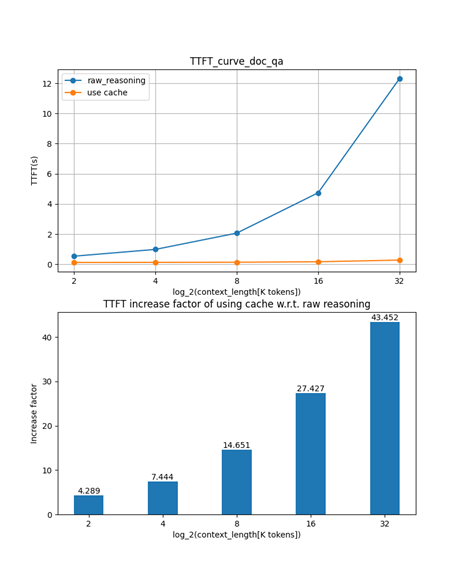 TTFT_curve_doc_qa
raw_reasoning
use cache
12
10
8
6
4
2
0
TTFT(s)
2 4 8 16 32
log_2(context_length[K tokens])
TTFT increase factor of using cache w.r.t. raw reasoning
43.452
27.427
14.651
7.444
4.289
40
30
20
10
0
Increase factor
2 4 8 16 32
log_2(context_length[K tokens])